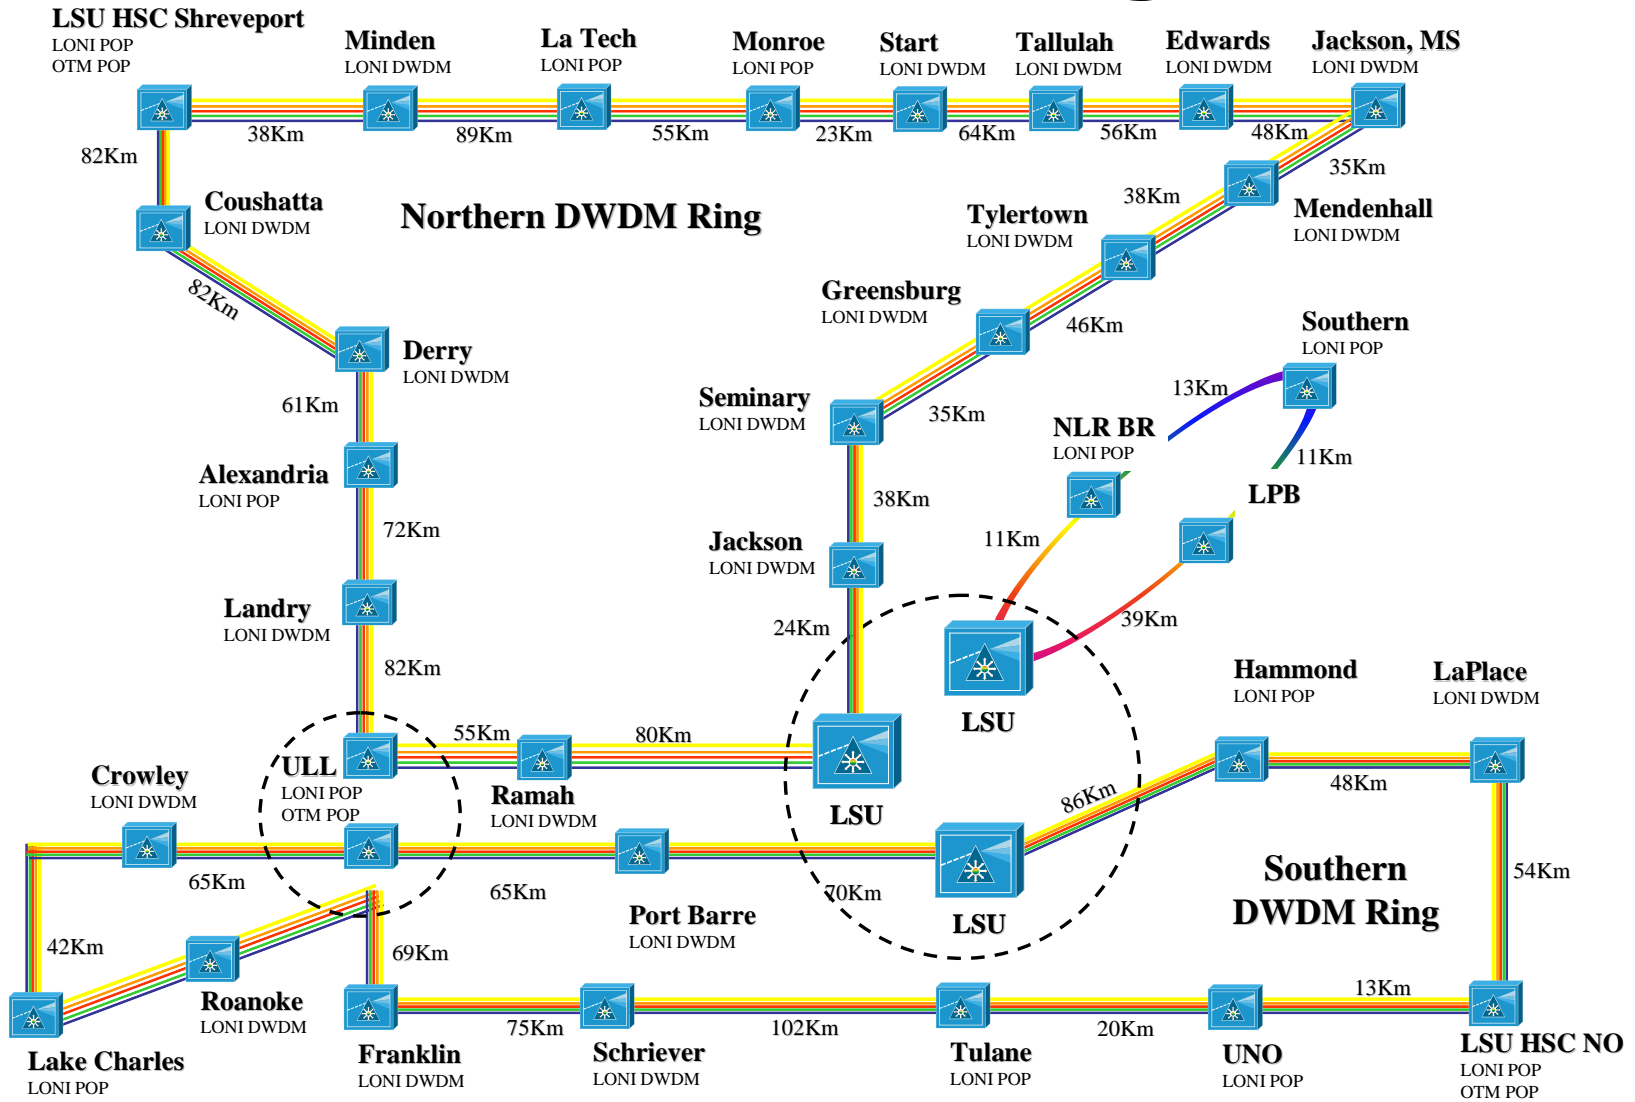 LSU HSC Shreveport
LONI POP
OTM POP
Minden
LONI DWDM
La Tech
LONI POP
Monroe
LONI POP
Start
LONI DWDM
Tallulah
LONI DWDM
Edwards
LONI DWDM
Jackson, MS
LONI DWDM
38Km
89Km
55Km
23Km
64Km
56Km
48Km
82Km
35Km
Coushatta
LONI DWDM
Northern DWDM Ring
38Km
Mendenhall
LONI DWDM
Tylertown
LONI DWDM
82Km
Greensburg
LONI DWDM
46Km
Southern
LONI POP
Derry
LONI DWDM
61Km
Seminary
LONI DWDM
35Km
13Km
NLR BR
LONI POP
11Km
Alexandria
LONI POP
LPB
38Km
72Km
Jackson
LONI DWDM
11Km
Landry
LONI DWDM
24Km
39Km
82Km
LSU
Hammond
LONI POP
LaPlace
LONI DWDM
55Km
80Km
ULL
LONI POP
OTM POP
Crowley
LONI DWDM
Ramah
LONI DWDM
LSU
86Km
48Km
65Km
65Km
70Km
Southern
DWDM Ring
54Km
Port Barre
LONI DWDM
LSU
42Km
69Km
Roanoke
LONI DWDM
13Km
75Km
102Km
20Km
Lake Charles
LONI POP
Franklin
LONI DWDM
Schriever
LONI DWDM
Tulane
LONI POP
UNO
LONI POP
LSU HSC NO
LONI POP
OTM POP